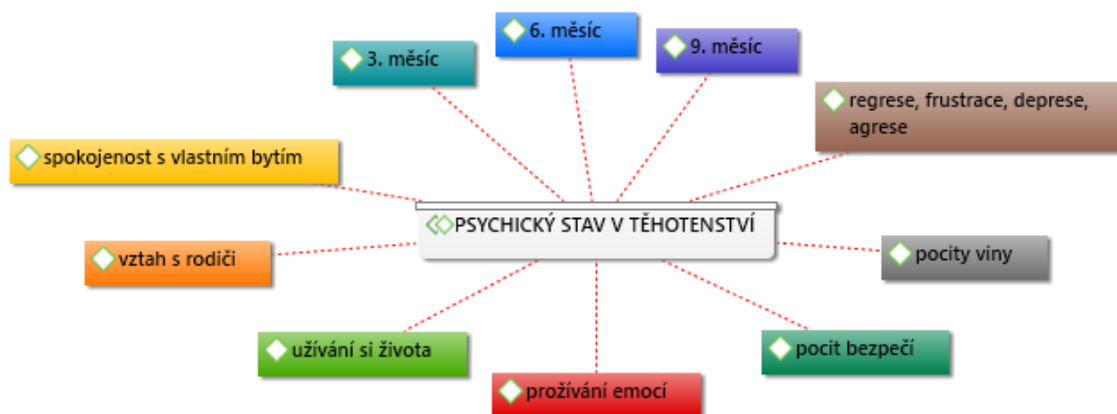 6. měsíc
3. měsíc
9. měsíc
regrese, frustrace, deprese,
agrese
spokojenost s vlastním bytím
PSYCHICKÝ STAV V TĚHOTENSTVÍ
vztah s rodiči
pocity viny
užívání si života
pocit bezpečí
prožívání emocí